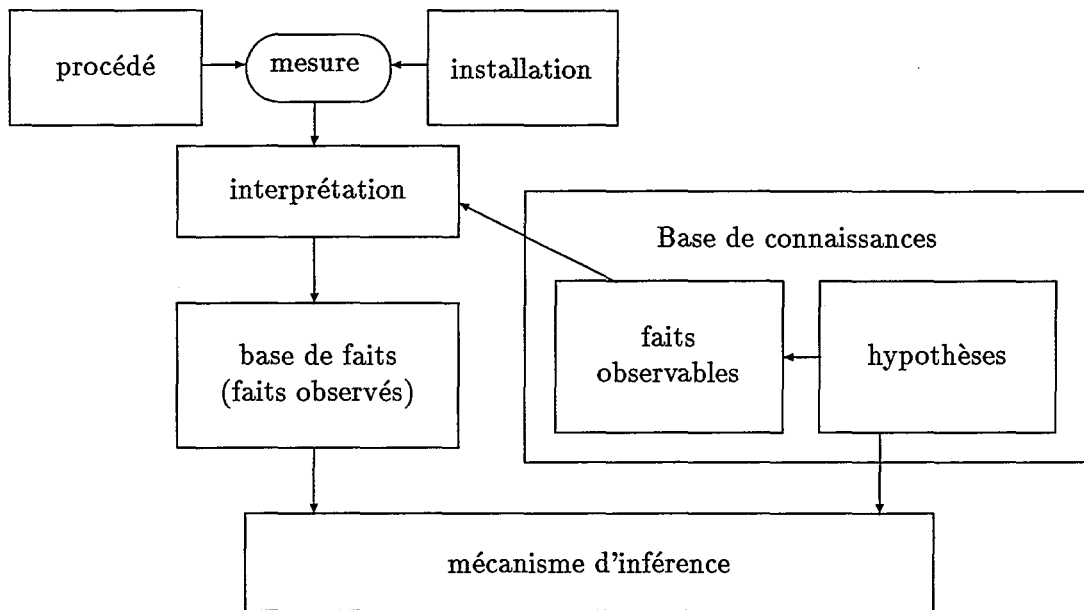 procédé
mesure
installation
interprétation
Base de connaissances
base de faits
(faits observés)
faits
observables
hypothèses
mécanisme d'inférence